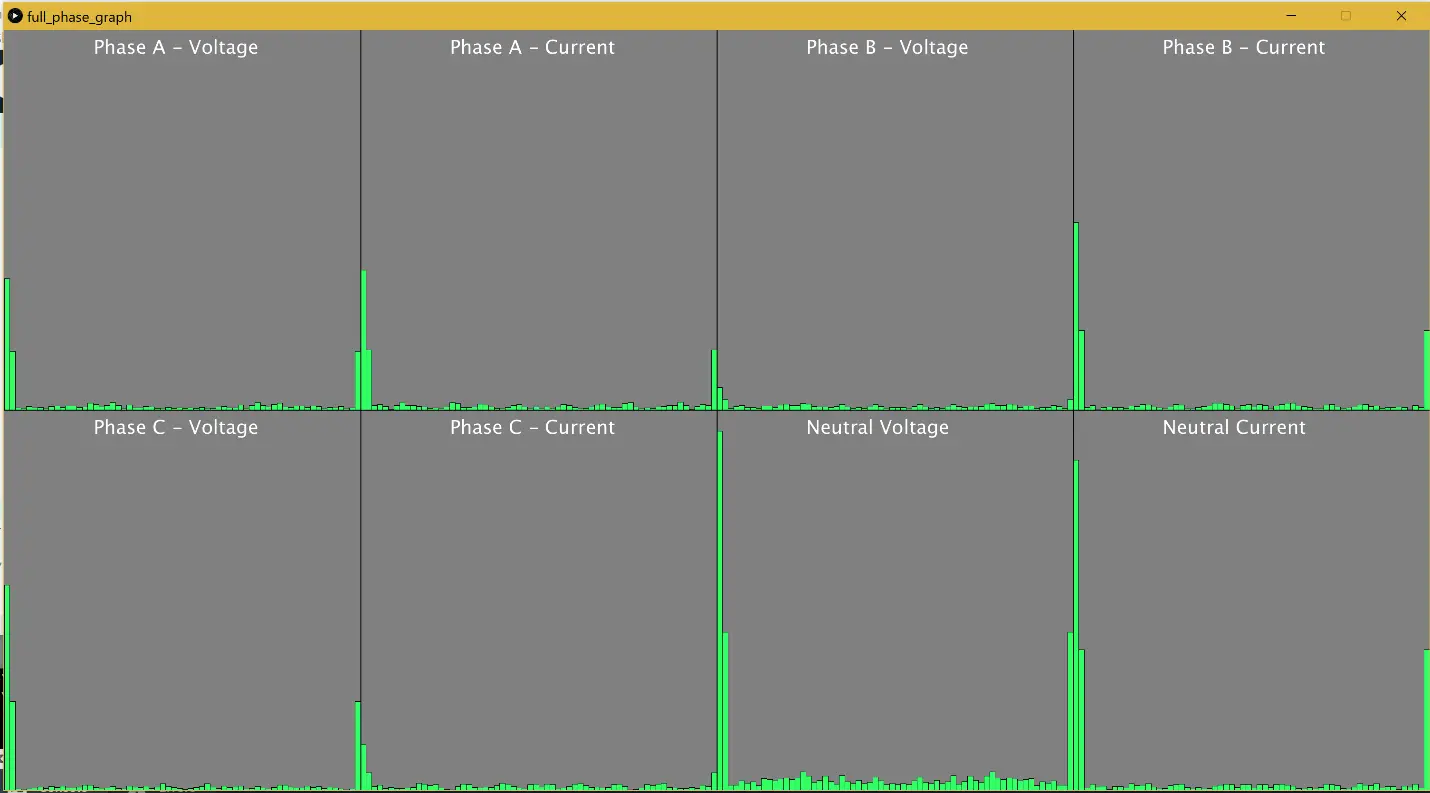 full_phase_graph
Phase A - Voltage
Phase A - Current
Phase B - Voltage
Phase B - Current
Phase C - Voltage
Phase C - Current
Neutral Voltage
Neutral Current